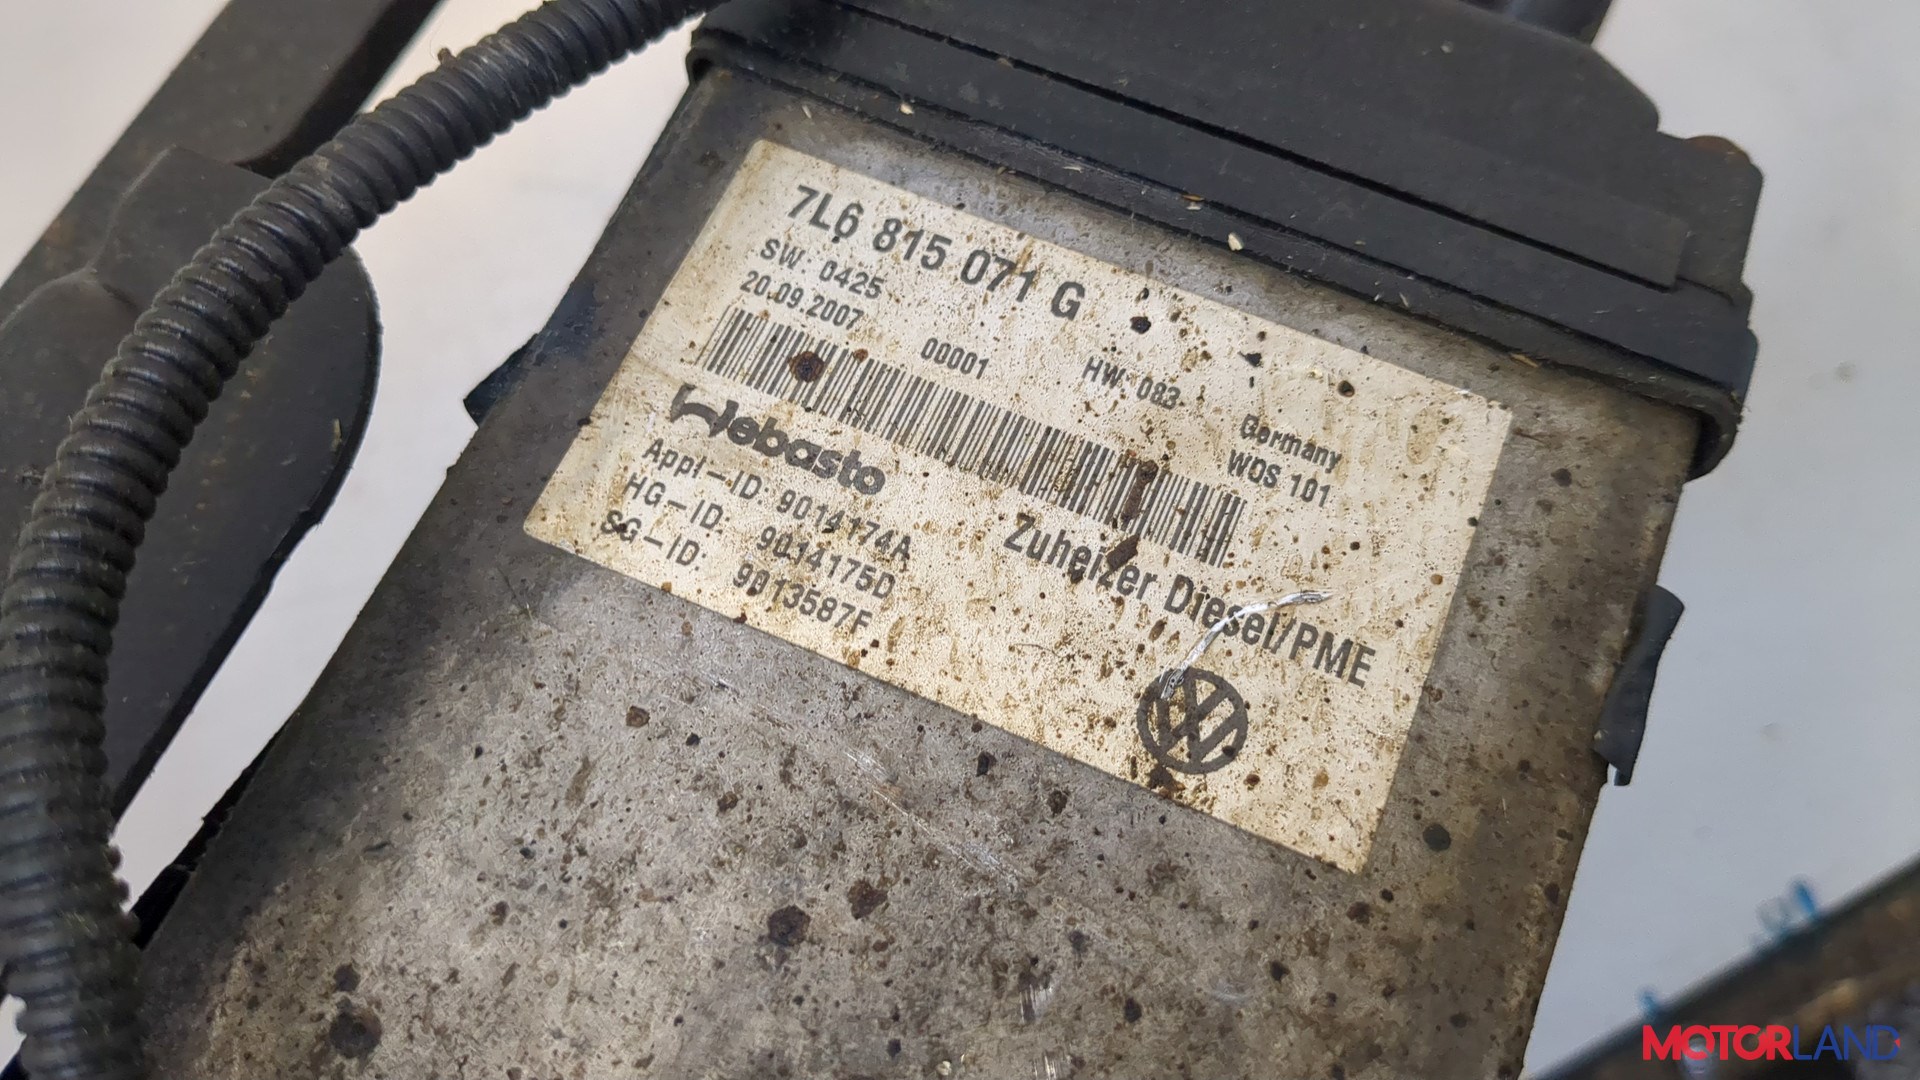 7L6 815 071 G
SW: 0425
20.09.2007
00001
HW: 083
Germany
WDS 101
Webasto
Appl-ID: 9014174A
HG-ID: 9014175D
SG-ID: 9013587F
Zuheizer Diesel/PME
MOTORLAND